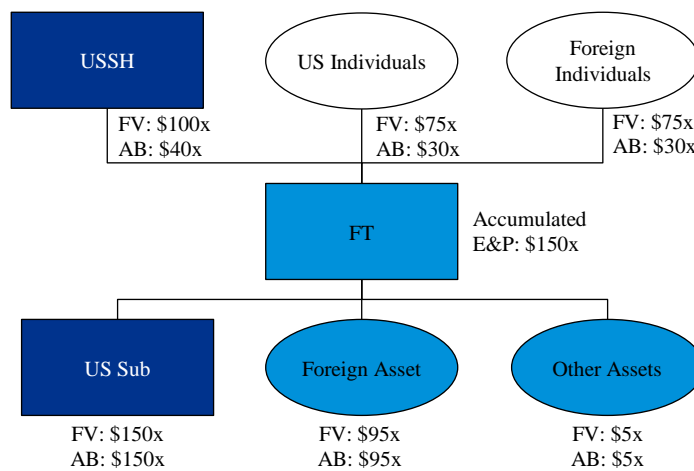 USSH
US Individuals
Foreign
Individuals
FV: $100x
AB: $40x
FV: $75x
AB: $30x
FV: $75x
AB: $30x
FT
Accumulated
E&P: $150x
US Sub
Foreign Asset
Other Assets
FV: $150x
AB: $150x
FV: $95x
AB: $95x
FV: $5x
AB: $5x